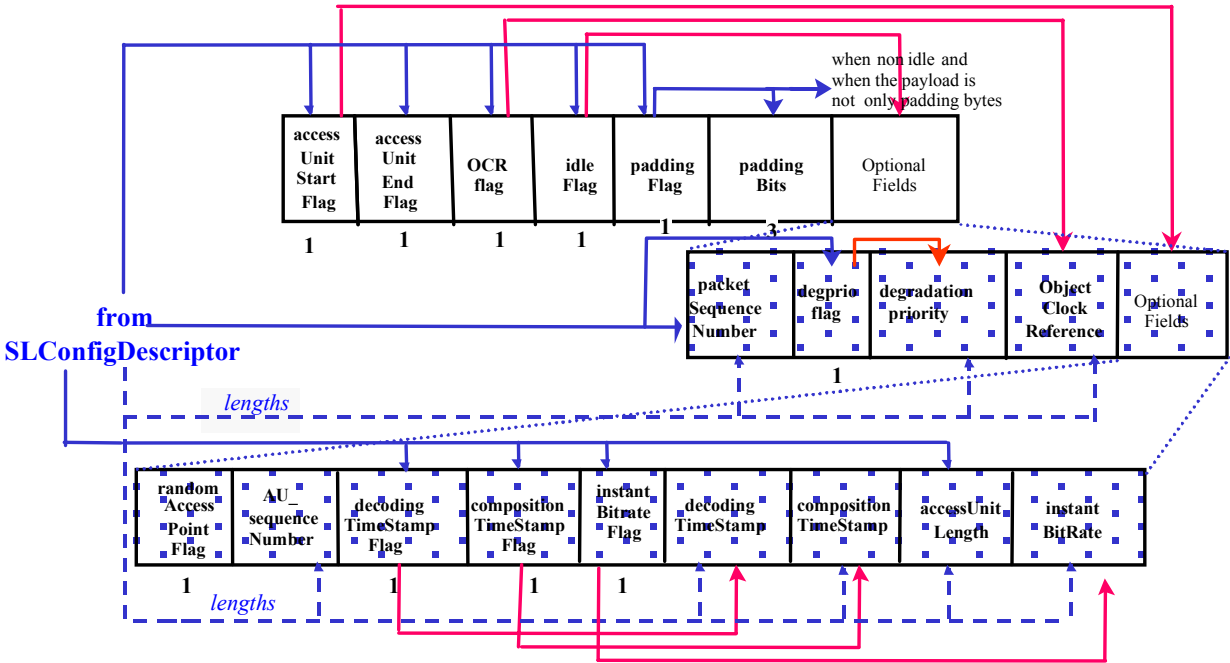 when non idle and
when the payload is
not only padding bytes
access
Unit
Start
Flag
access
Unit
End
Flag
OCR
flag
idle
Flag
padding
Flag
padding
Bits
Optional
Fields
1
1
1
1
1
3
packet
Sequence
Number
degprio
flag
degradation
priority
Object
Clock
Reference
Optional
Fields
1
from
SLConfigDescriptor
lengths
random
Access
Point
Flag
AU_
sequence
Number
decoding
TimeStamp
Flag
composition
TimeStamp
Flag
instant
Bitrate
Flag
decoding
TimeStamp
composition
TimeStamp
accessUnit
Length
instant
BitRate
1
1
1
1
lengths